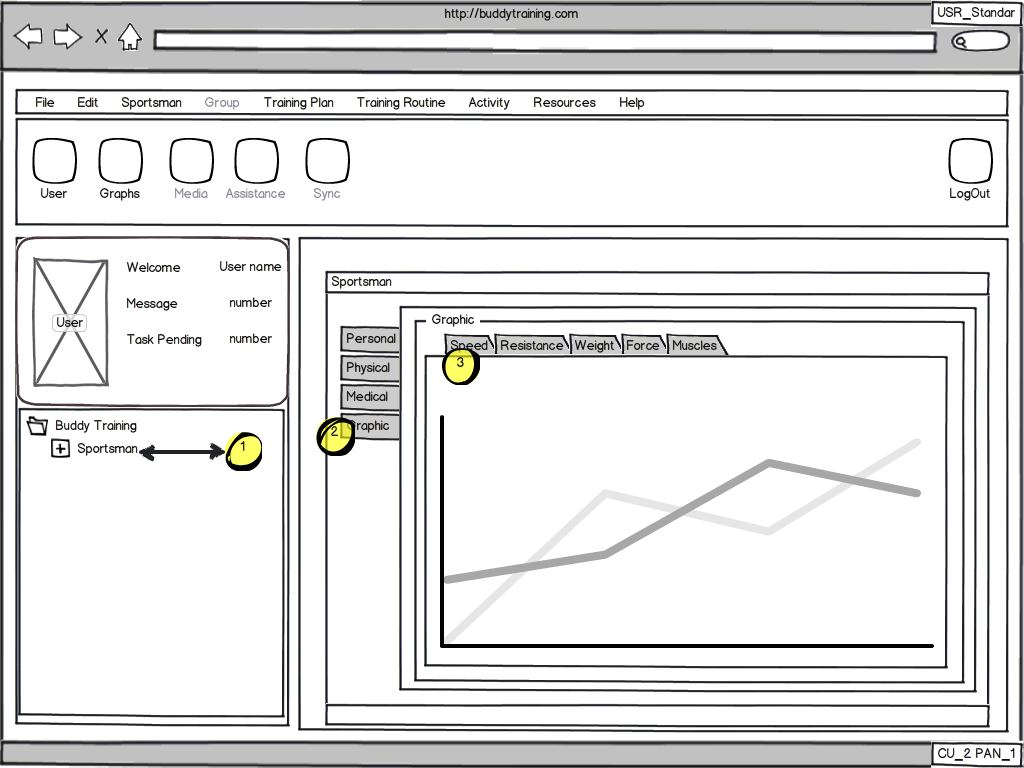 http://buddytraining.com
USR_Standar
File Edit Sportsman Group Training Plan Training Routine Activity Resources Help
User Graphs Media Assistance Sync LogOut
Welcome User name
Message number
Task Pending number
User
Buddy Training
Sportsman
1
Sportsman
Graphic
Personal
Physical
Medical
Graphic
2
Speed Resistance Weight Force Muscles
3
CU_2 PAN_1